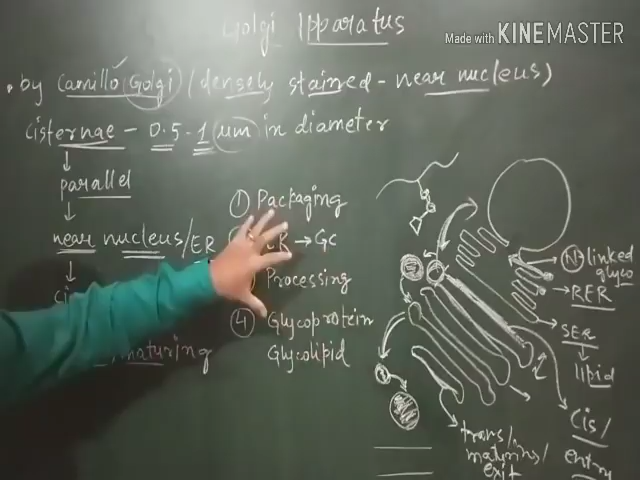 Golgi Apparatus
Made with KINEMASTER
• by Camillo Golgi / densely stained - near nucleus)
Cisternae - 0.5 - 1 um in diameter
↓
parallel
↓
near nucleus/ER
↓
Ci
maturing
① Packaging
→ GC
Processing
④ Glycoprotein
Glycolipid
N-linked
glyco
→ RER
SER
↓
lipid
Cis/
entry
trans/
maturing/
exit